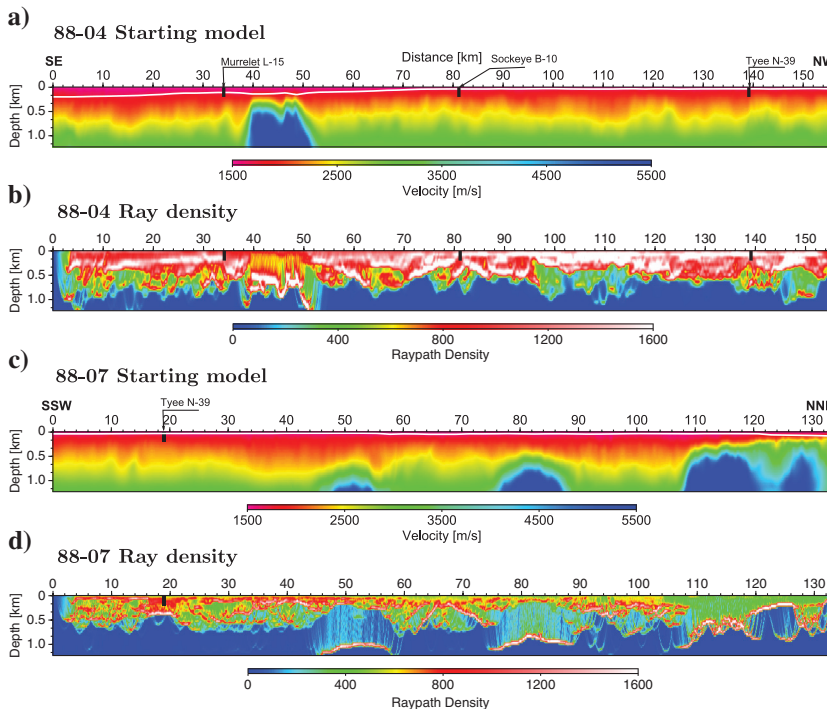 a)
88-04 Starting model
SE Murrelet L-15 Distance [km] Sockeye B-10 Tyee N-39 NW
0 10 20 30 40 50 60 70 80 90 100 110 120 130 140 150
Depth [km]
0
0.5
1.0
1500 2500 3500 4500 5500
Velocity [m/s]
b)
88-04 Ray density
0 10 20 30 40 50 60 70 80 90 100 110 120 130 140 150
Depth [km]
0
0.5
1.0
0 400 800 1200 1600
Raypath Density
c)
88-07 Starting model
SSW Tyee N-39 NN
0 10 20 30 40 50 60 70 80 90 100 110 120 130
Depth [km]
0
0.5
1.0
1500 2500 3500 4500 5500
Velocity [m/s]
d)
88-07 Ray density
0 10 20 30 40 50 60 70 80 90 100 110 120 130
Depth [km]
0
0.5
1.0
0 400 800 1200 1600
Raypath Density